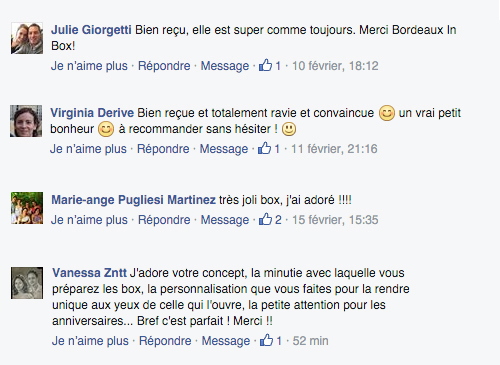 Julie Giorgetti Bien reçu, elle est super comme toujours. Merci Bordeaux In
Box!
Je n'aime plus · Répondre · Message · 1 · 10 février, 18:12
Virginia Derive Bien reçue et totalement ravie et convaincue 😊 un vrai petit
bonheur 😊 à recommander sans hésiter ! 😃
Je n'aime plus · Répondre · Message · 1 · 11 février, 21:16
Marie-ange Pugliesi Martinez très joli box, j'ai adoré !!!!
Je n'aime plus · Répondre · Message · 2 · 15 février, 15:35
Vanessa Zntt J'adore votre concept, la minutie avec laquelle vous
préparez les box, la personnalisation que vous faites pour la rendre
unique aux yeux de celle qui l'ouvre, la petite attention pour les
anniversaires... Bref c'est parfait ! Merci !!
Je n'aime plus · Répondre · Message · 1 · 52 min